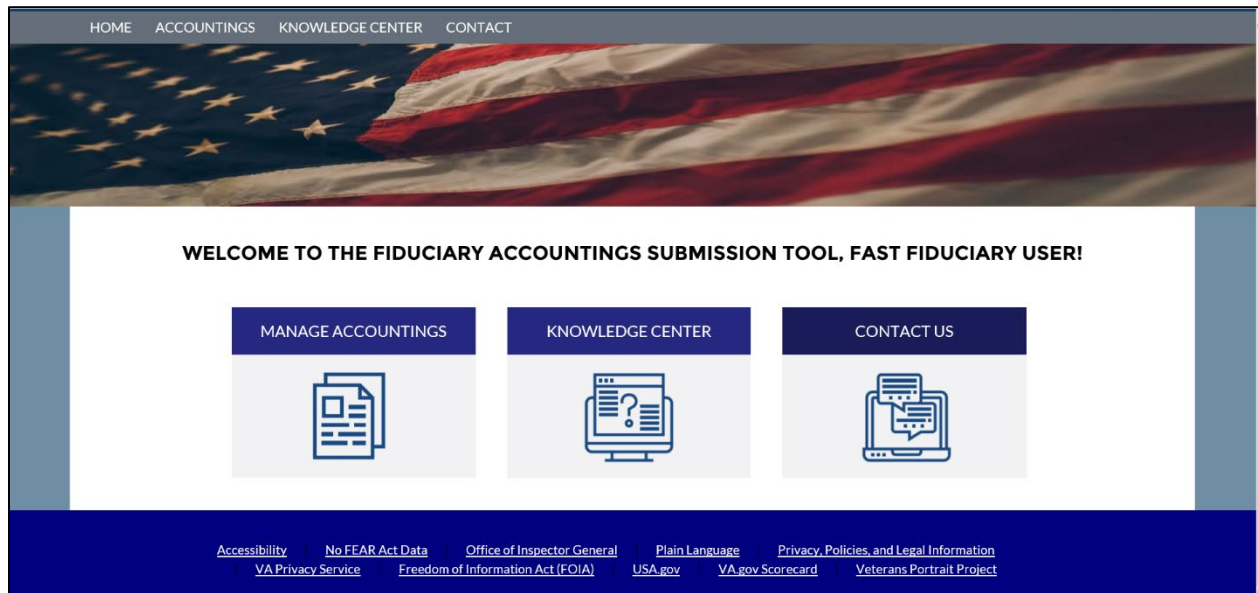 HOME ACCOUNTINGS KNOWLEDGE CENTER CONTACT
WELCOME TO THE FIDUCIARY ACCOUNTINGS SUBMISSION TOOL, FAST FIDUCIARY USER!
MANAGE ACCOUNTINGS KNOWLEDGE CENTER CONTACT US
Accessibility No FEAR Act Data Office of Inspector General Plain Language Privacy, Policies, and Legal Information
VA Privacy Service Freedom of Information Act (FOIA) USA.gov VA.gov Scorecard Veterans Portrait Project